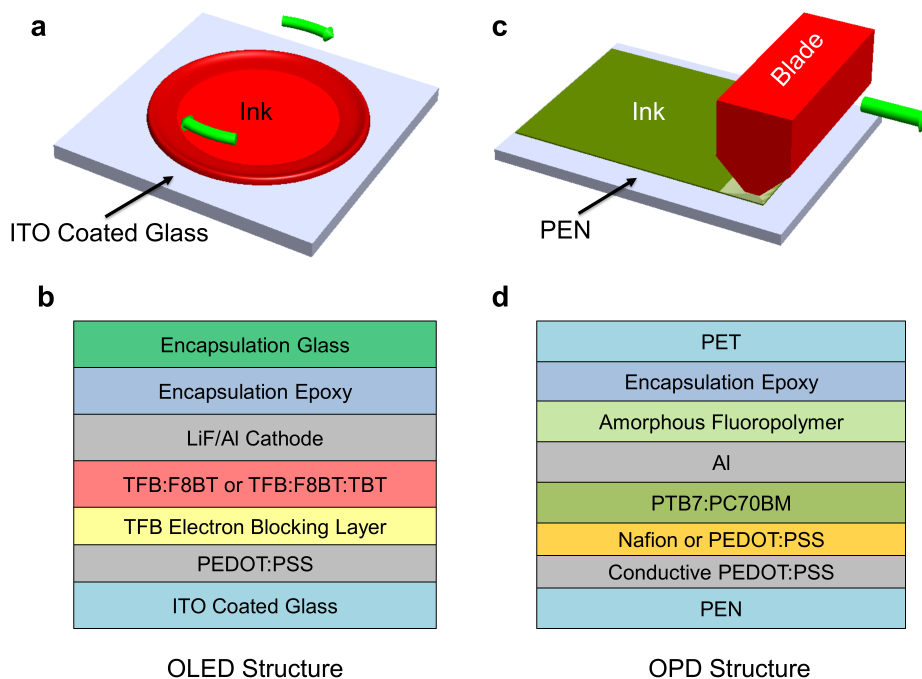 a
Ink
ITO Coated Glass
c
Blade
Ink
PEN
b
Encapsulation Glass
Encapsulation Epoxy
LiF/Al Cathode
TFB:F8BT or TFB:F8BT:TBT
TFB Electron Blocking Layer
PEDOT:PSS
ITO Coated Glass
OLED Structure
d
PET
Encapsulation Epoxy
Amorphous Fluoropolymer
Al
PTB7:PC70BM
Nafion or PEDOT:PSS
Conductive PEDOT:PSS
PEN
OPD Structure